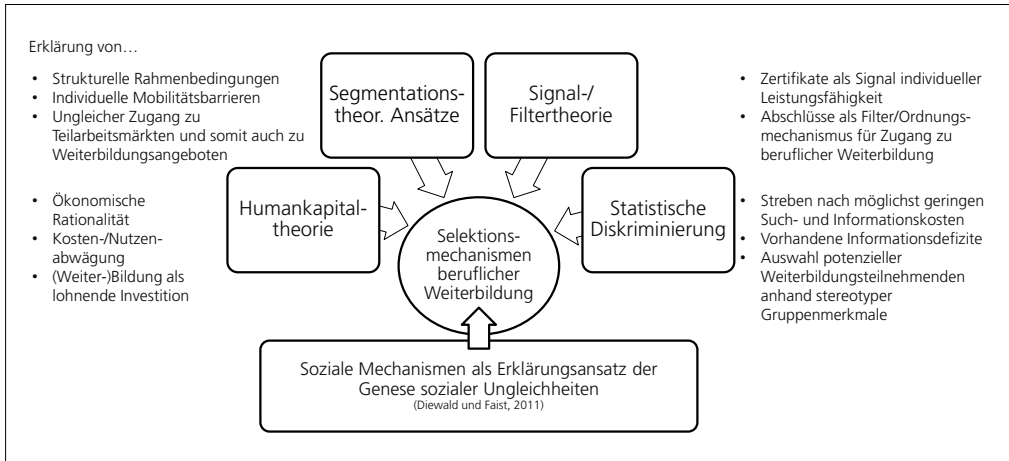 Erklärung von…
• Strukturelle Rahmenbedingungen
• Individuelle Mobilitätsbarrieren
• Ungleicher Zugang zu
Teilarbeitsmärkten und somit auch zu
Weiterbildungsangeboten
• Ökonomische
Rationalität
• Kosten-/Nutzen-
abwägung
• (Weiter-)Bildung als
lohnende Investition
Segmentations-
theor. Ansätze
Signal-/
Filtertheorie
Humankapital-
theorie
Statistische
Diskriminierung
Selektions-
mechanismen
beruflicher
Weiterbildung
• Zertifikate als Signal individueller
Leistungsfähigkeit
• Abschlüsse als Filter/Ordnungs-
mechanismus für Zugang zu
beruflicher Weiterbildung
• Streben nach möglichst geringen
Such- und Informationskosten
• Vorhandene Informationsdefizite
• Auswahl potenzieller
Weiterbildungsteilnehmenden
anhand stereotyper
Gruppenmerkmale
Soziale Mechanismen als Erklärungsansatz der
Genese sozialer Ungleichheiten
(Diewald und Faist, 2011)